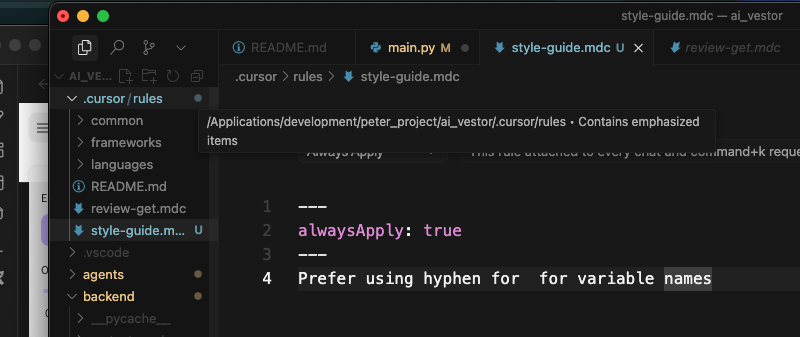 style-guide.mdc — ai_vestor
README.md
main.py M
style-guide.mdc U
review-get.mdc
AI_VE...
.cursor > rules > style-guide.mdc
.cursor/rules
/Applications/development/peter_project/ai_vestor/.cursor/rules • Contains emphasized
items
common
frameworks
languages
README.md
review-get.mdc
style-guide.m... U
.vscode
agents
backend
__pycache__
AlwaysApply
This rule attached to every chat and command+k reque
1 ---
2 alwaysApply: true
3 ---
4 Prefer using hyphen for  for variable names